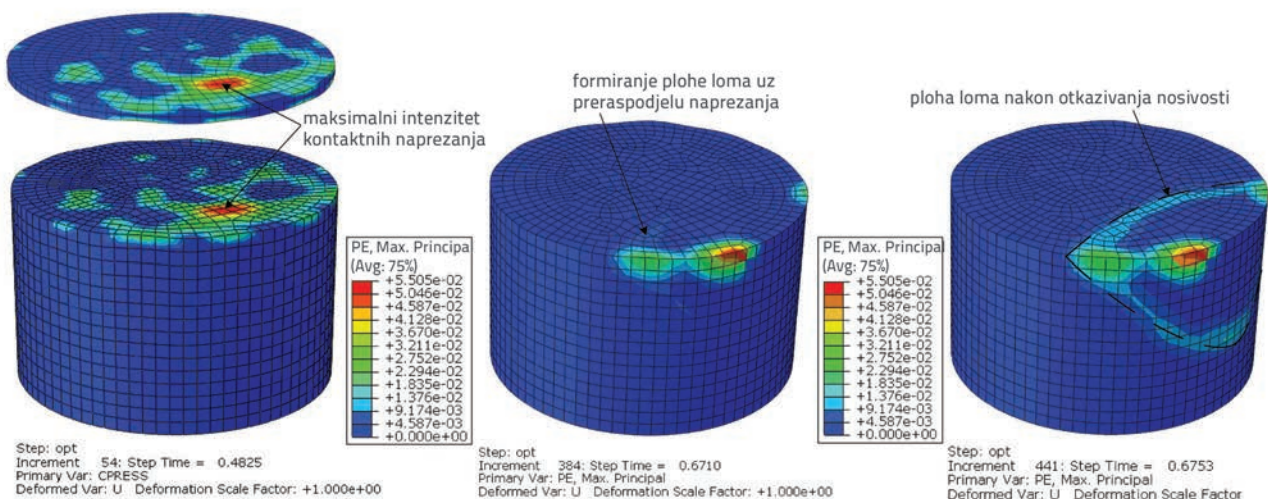 maksimalni intenzitet
kontaktnih naprezanja
Step: opt
Increment 54: Step Time = 0.4825
Primary Var: CPRESS
Deformed Var: U Deformation Scale Factor: +1.000e+00
formiranje plohe loma uz
preraspodjelu naprezanja
PE, Max. Principal
(Avg: 75%)
+5.505e-02
+5.046e-02
+4.587e-02
+4.128e-02
+3.670e-02
+3.211e-02
+2.752e-02
+2.294e-02
+1.835e-02
+1.376e-02
+9.174e-03
+4.587e-03
+0.000e+00
Step: opt
Increment 384: Step Time = 0.6710
Primary Var: PE, Max. Principal
Deformed Var: U Deformation Scale Factor: +1.000e+00
ploha loma nakon otkazivanja nosivosti
PE, Max. Principal
(Avg: 75%)
+5.505e-02
+5.046e-02
+4.587e-02
+4.128e-02
+3.670e-02
+3.211e-02
+2.752e-02
+2.294e-02
+1.835e-02
+1.376e-02
+9.174e-03
+4.587e-03
+0.000e+00
Step: opt
Increment 441: Step Time = 0.6753
Primary Var: PE, Max. Principal
Deformed Var: U Deformation Scale Factor